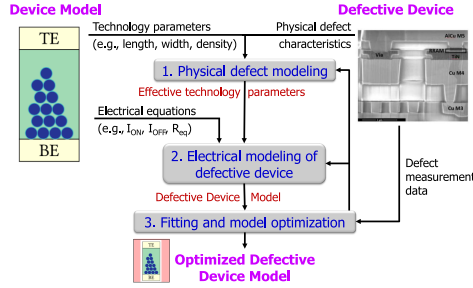 Device Model
Technology parameters
(e.g., length, width, density)
Physical defect
characteristics
Defective Device
TE
BE
AlCu M5
RRAM
Via
Cu M4
Cu M3
1. Physical defect modeling
Effective technology parameters
Electrical equations
(e.g., ION, IOFF, Req)
2. Electrical modeling of
defective device
Defect
measurement
data
Defective Device Model
3. Fitting and model optimization
TE
BE
Optimized Defective
Device Model